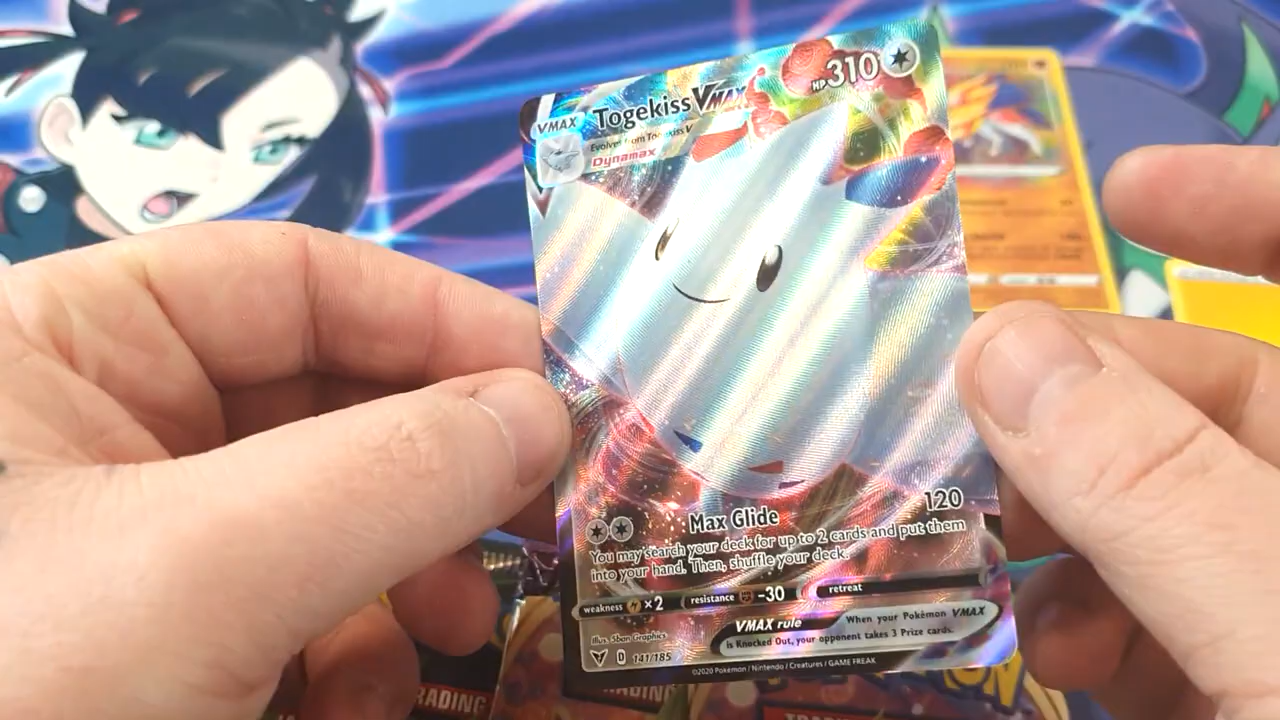 VMAX Togekiss VMAX HP 310
Evolves from Togekiss V
Dynamax
Max Glide 120
You may search your deck for up to 2 cards and put them
into your hand. Then, shuffle your deck.
weakness ×2 resistance -30 retreat
VMAX rule When your Pokémon VMAX
is Knocked Out, your opponent takes 3 Prize cards.
Illus. 5ban Graphics
D 141/185
©2020 Pokémon / Nintendo / Creatures / GAME FREAK
TRADING
TRADING